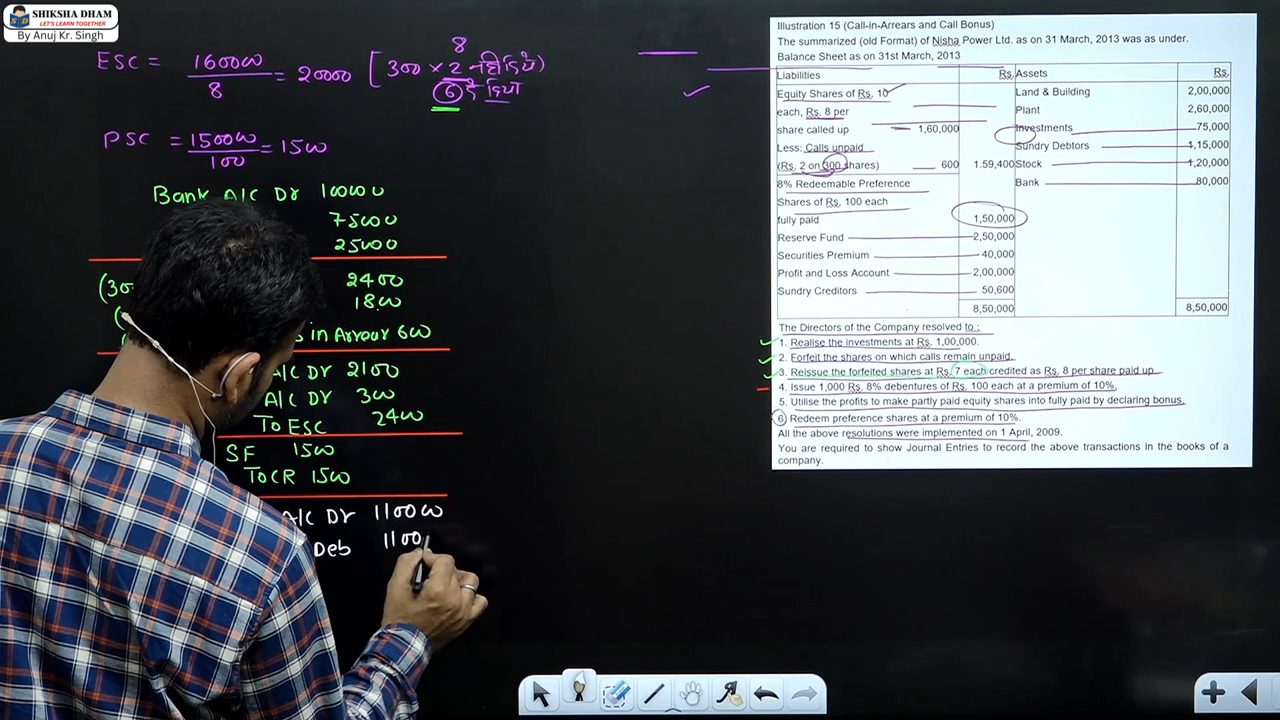 SHIKSHA DHAM
LET'S LEARN TOGETHER
SD
By Anuj Kr. Singh
ESC = 160000 / 8 = 20000 [300 × 2 नहीं दिया)
8
6 दे दिया
PSC = 150000 / 100 = 1500
Bank A/C Dr 100000
75000
25000
(300 2400
( 1800
in Arrear 600
A/C Dr 2100
A/C Dr 300
To ESC 2400
SF 1500
To CR 1500
A/C Dr 110000
Deb 1100
Illustration 15 (Call-in-Arrears and Call Bonus)
The summarized (old Format) of Nisha Power Ltd. as on 31 March, 2013 was as under.
Balance Sheet as on 31st March, 2013
Liabilities Rs. Assets Rs.
Equity Shares of Rs. 10 Land & Building 2,00,000
each, Rs. 8 per Plant 2,60,000
share called up 1,60,000 Investments 75,000
Less: Calls unpaid Sundry Debtors 1,15,000
(Rs. 2 on 300 shares) 600 1.59,400 Stock 1,20,000
8% Redeemable Preference Bank 80,000
Shares of Rs. 100 each
fully paid 1,50,000
Reserve Fund 2,50,000
Securities Premium 40,000
Profit and Loss Account 2,00,000
Sundry Creditors 50,600
8,50,000 8,50,000
The Directors of the Company resolved to :
1. Realise the investments at Rs. 1,00,000.
2. Forfeit the shares on which calls remain unpaid.
3. Reissue the forfeited shares at Rs. 7 each credited as Rs. 8 per share paid up.
4. Issue 1,000 Rs. 8% debentures of Rs. 100 each at a premium of 10%.
5. Utilise the profits to make partly paid equity shares into fully paid by declaring bonus.
6. Redeem preference shares at a premium of 10%.
All the above resolutions were implemented on 1 April, 2009.
You are required to show Journal Entries to record the above transactions in the books of a
company.